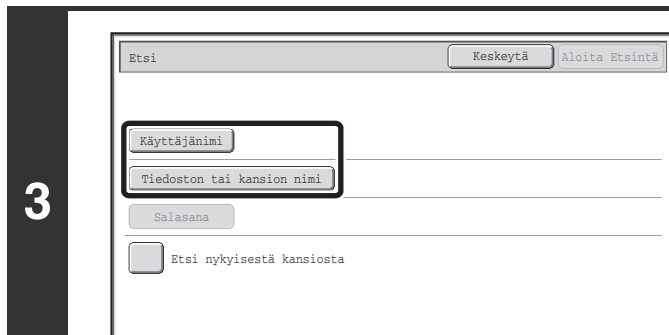 3
Etsi Keskeytä Aloita Etsintä
Käyttäjänimi
Tiedoston tai kansion nimi
Salasana
Etsi nykyisestä kansiosta